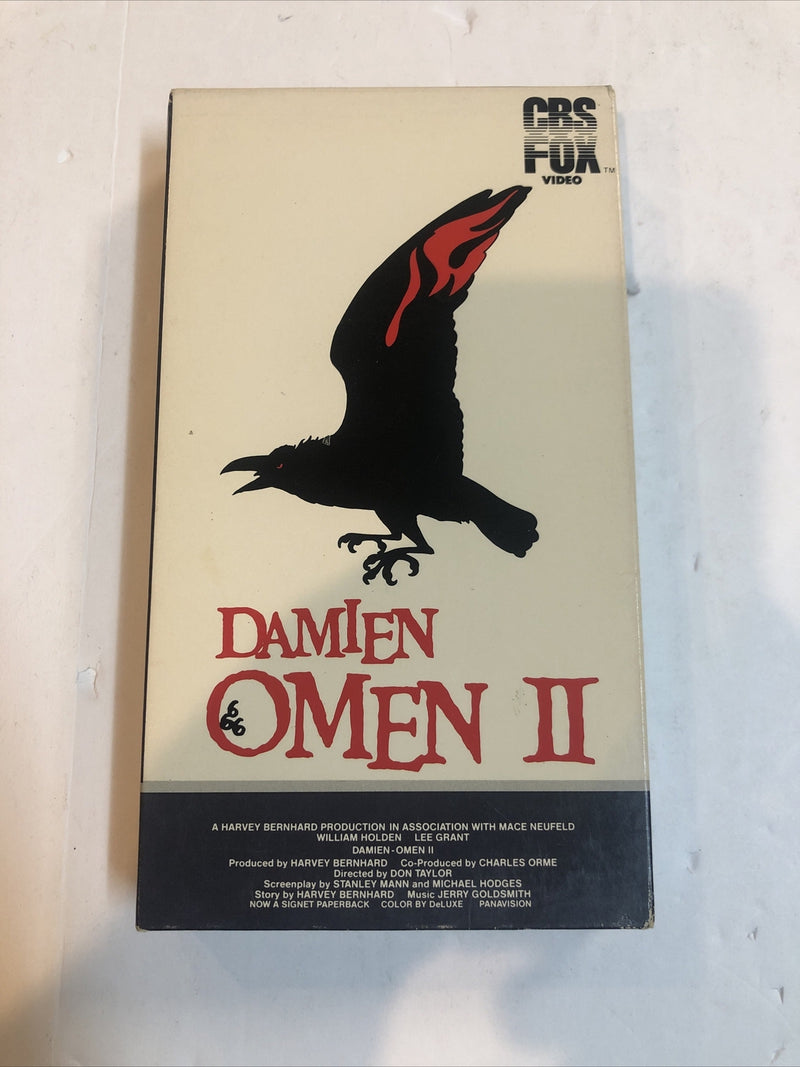 CBS
FOX
VIDEO TM
DAMIEN
OMEN II
666
A HARVEY BERNHARD PRODUCTION IN ASSOCIATION WITH MACE NEUFELD
WILLIAM HOLDEN LEE GRANT
DAMIEN-OMEN II
Produced by HARVEY BERNHARD Co-Produced by CHARLES ORME
Directed by DON TAYLOR
Screenplay by STANLEY MANN and MICHAEL HODGES
Story by HARVEY BERNHARD Music JERRY GOLDSMITH
NOW A SIGNET PAPERBACK COLOR BY DeLUXE PANAVISION